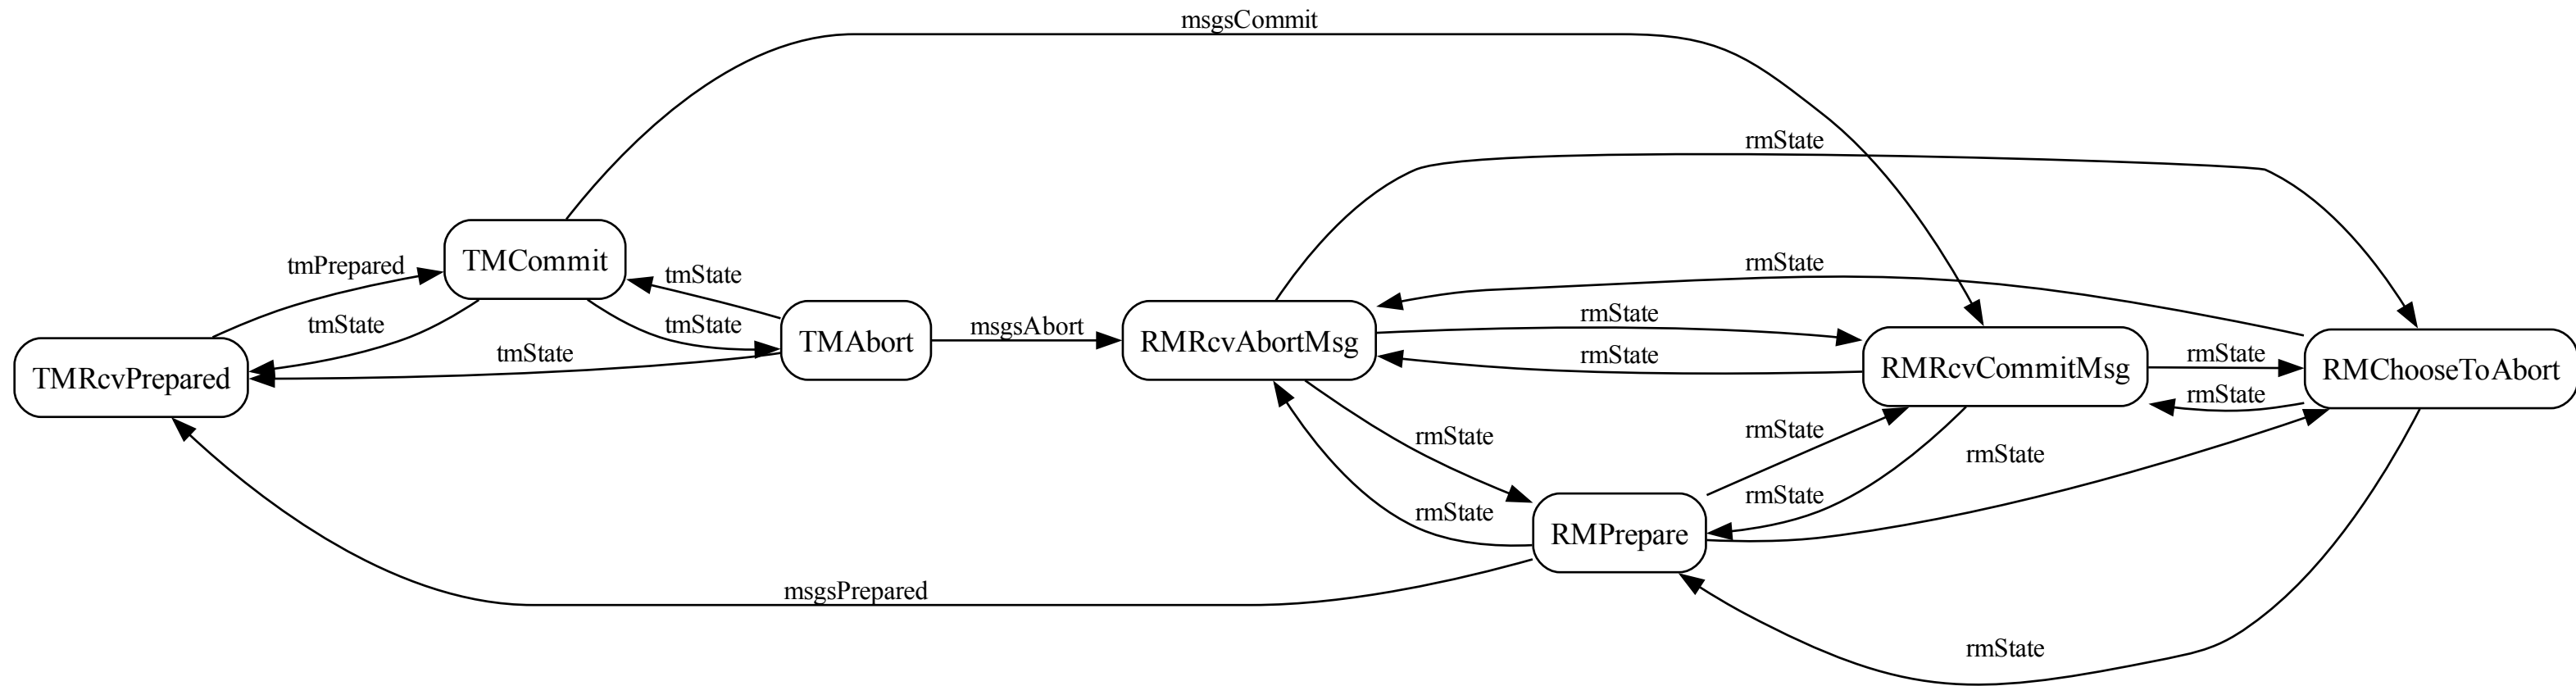 msgsCommit
rmState
tmPrepared
TMCommit
tmState
rmState
tmState
tmState
msgsAbort
rmState
TMRcvPrepared
tmState
TMAbort
RMRcvAbortMsg
rmState
RMRcvCommitMsg
rmState
RMChooseToAbort
rmState
rmState
rmState
rmState
rmState
rmState
RMPrepare
msgsPrepared
rmState